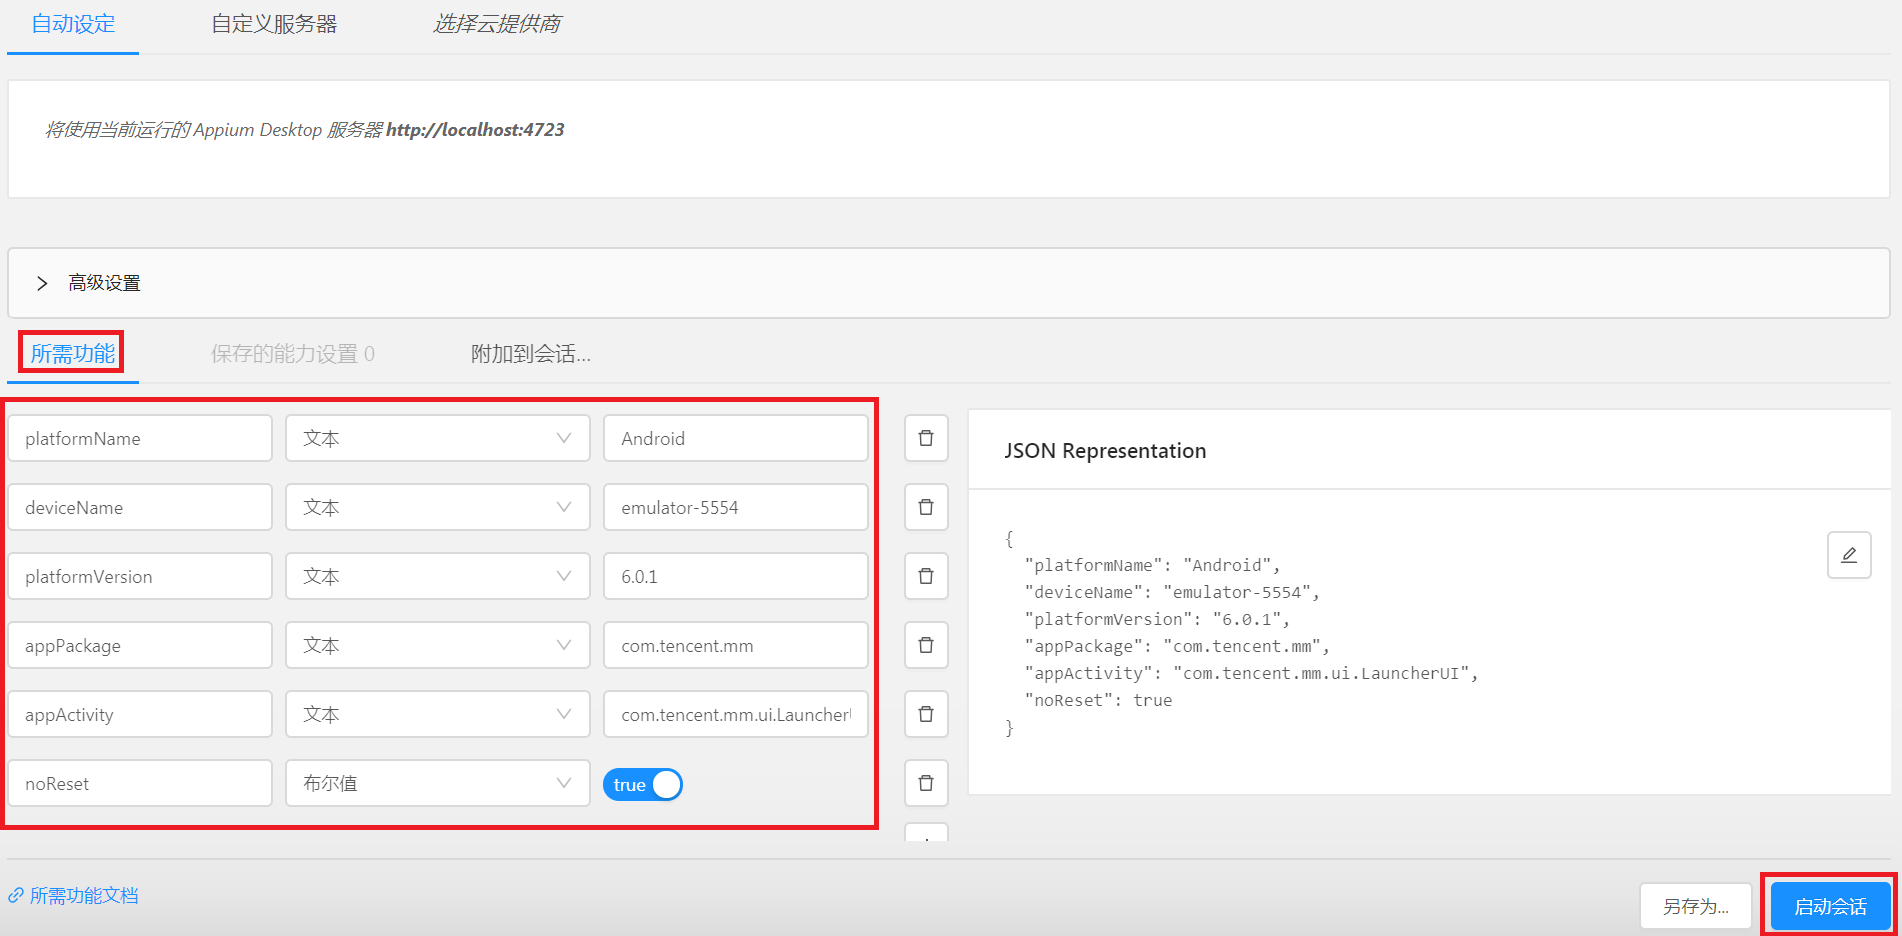 自动设定 自定义服务器 选择云提供商
将使用当前运行的 Appium Desktop 服务器 http://localhost:4723
高级设置
所需功能 保存的能力设置 0 附加到会话...
platformName 文本 Android
deviceName 文本 emulator-5554
platformVersion 文本 6.0.1
appPackage 文本 com.tencent.mm
appActivity 文本 com.tencent.mm.ui.Launcher
noReset 布尔值 true
JSON Representation
{
"platformName": "Android",
"deviceName": "emulator-5554",
"platformVersion": "6.0.1",
"appPackage": "com.tencent.mm",
"appActivity": "com.tencent.mm.ui.LauncherUI",
"noReset": true
}
所需功能文档 另存为... 启动会话